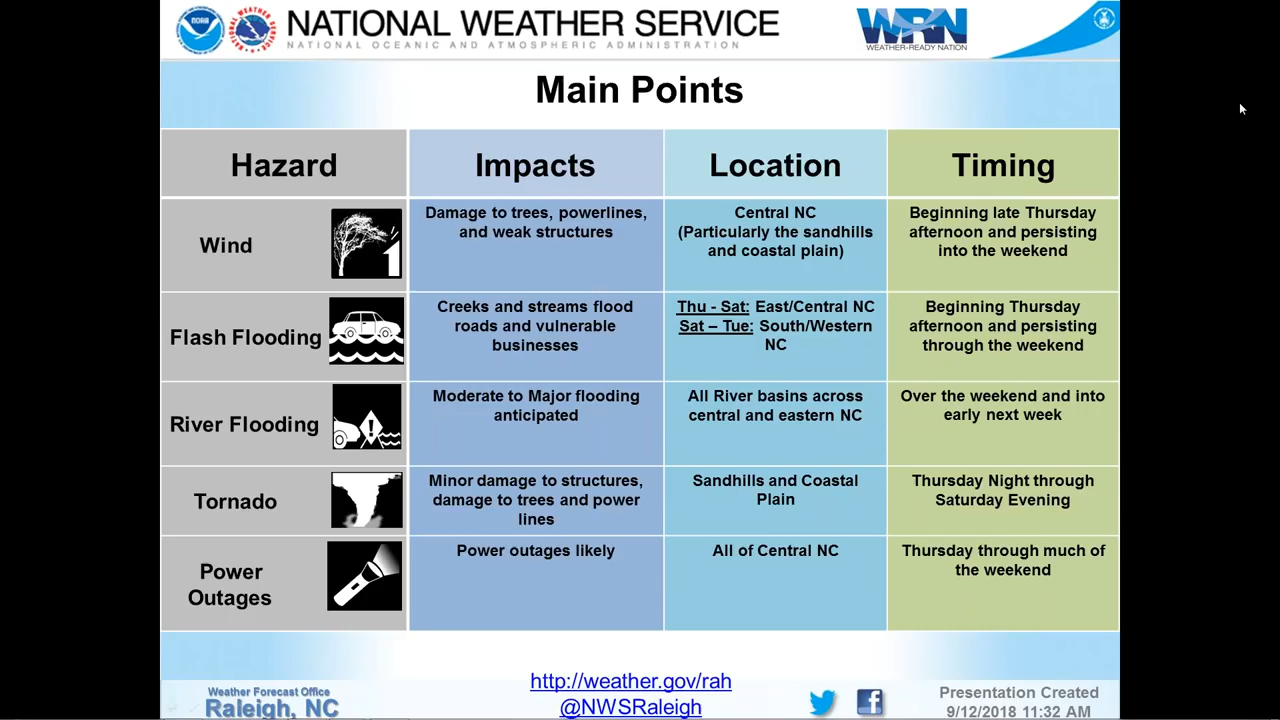 NOAA
NATIONAL WEATHER SERVICE
NATIONAL OCEANIC AND ATMOSPHERIC ADMINISTRATION
WRN
WEATHER-READY NATION
Main Points
Hazard
Impacts
Location
Timing
Wind
Damage to trees, powerlines,
and weak structures
Central NC
(Particularly the sandhills
and coastal plain)
Beginning late Thursday
afternoon and persisting
into the weekend
Flash Flooding
Creeks and streams flood
roads and vulnerable
businesses
Thu - Sat: East/Central NC
Sat – Tue: South/Western
NC
Beginning Thursday
afternoon and persisting
through the weekend
River Flooding
Moderate to Major flooding
anticipated
All River basins across
central and eastern NC
Over the weekend and into
early next week
Tornado
Minor damage to structures,
damage to trees and power
lines
Sandhills and Coastal
Plain
Thursday Night through
Saturday Evening
Power
Outages
Power outages likely
All of Central NC
Thursday through much of
the weekend
Weather Forecast Office
Raleigh, NC
http://weather.gov/rah
@NWSRaleigh
Presentation Created
9/12/2018 11:32 AM